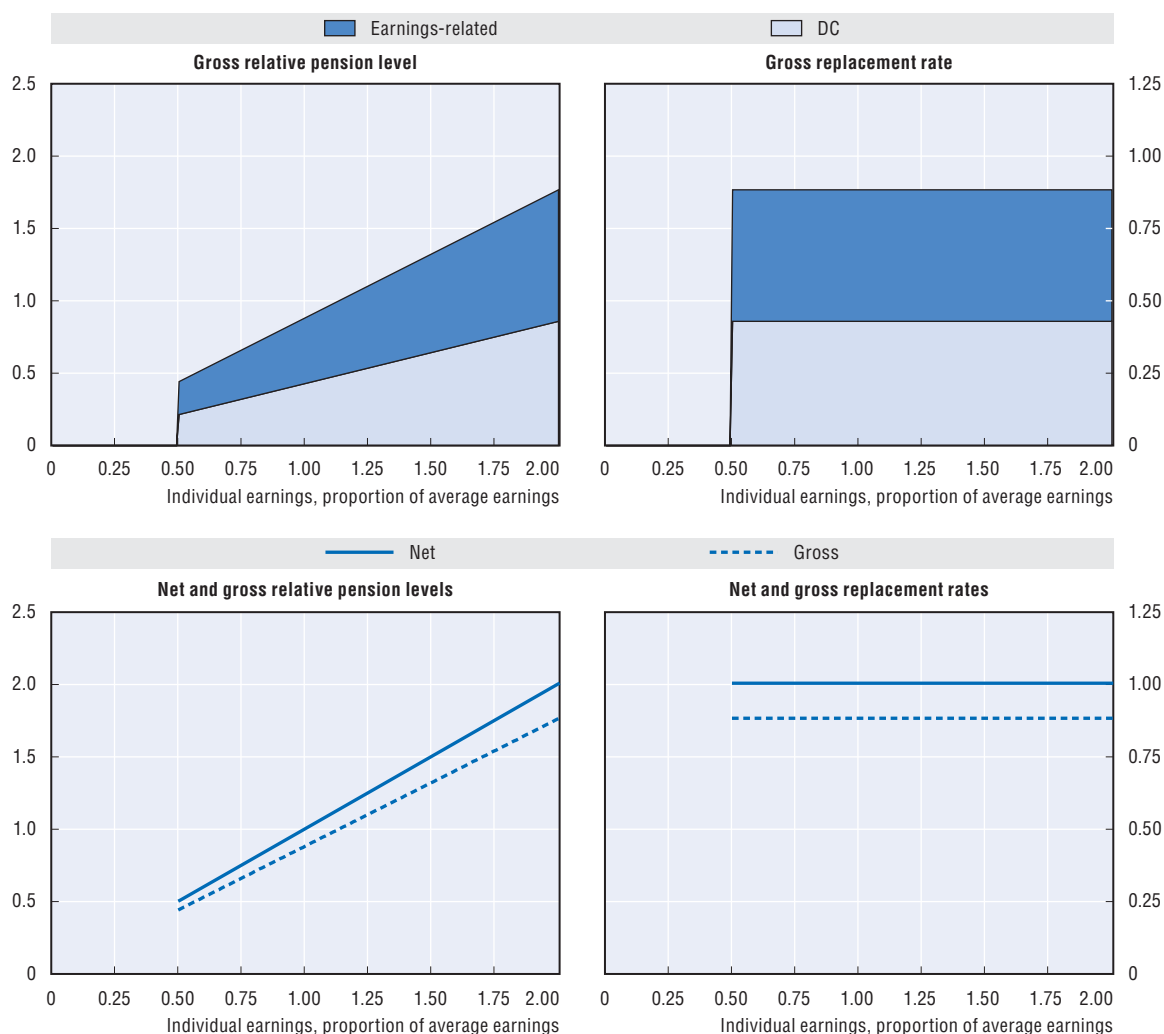 Earnings-related DC
Gross relative pension level
2.5
2.0
1.5
1.0
0.5
0
0 0.25 0.50 0.75 1.00 1.25 1.50 1.75 2.00
Individual earnings, proportion of average earnings
Gross replacement rate
1.25
1.00
0.75
0.50
0.25
0
0 0.25 0.50 0.75 1.00 1.25 1.50 1.75 2.00
Individual earnings, proportion of average earnings
Net Gross
Net and gross relative pension levels
2.5
2.0
1.5
1.0
0.5
0
0 0.25 0.50 0.75 1.00 1.25 1.50 1.75 2.00
Individual earnings, proportion of average earnings
Net and gross replacement rates
1.25
1.00
0.75
0.50
0.25
0
0 0.25 0.50 0.75 1.00 1.25 1.50 1.75 2.00
Individual earnings, proportion of average earnings